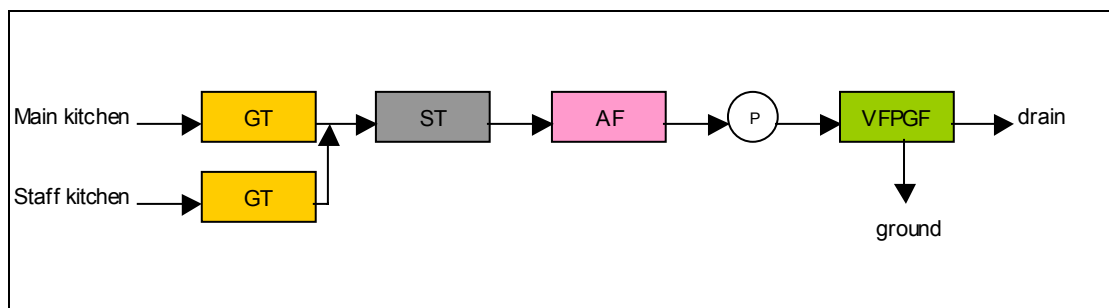 Main kitchen
GT
ST
AF
P
VFPGF
drain
Staff kitchen
GT
ground